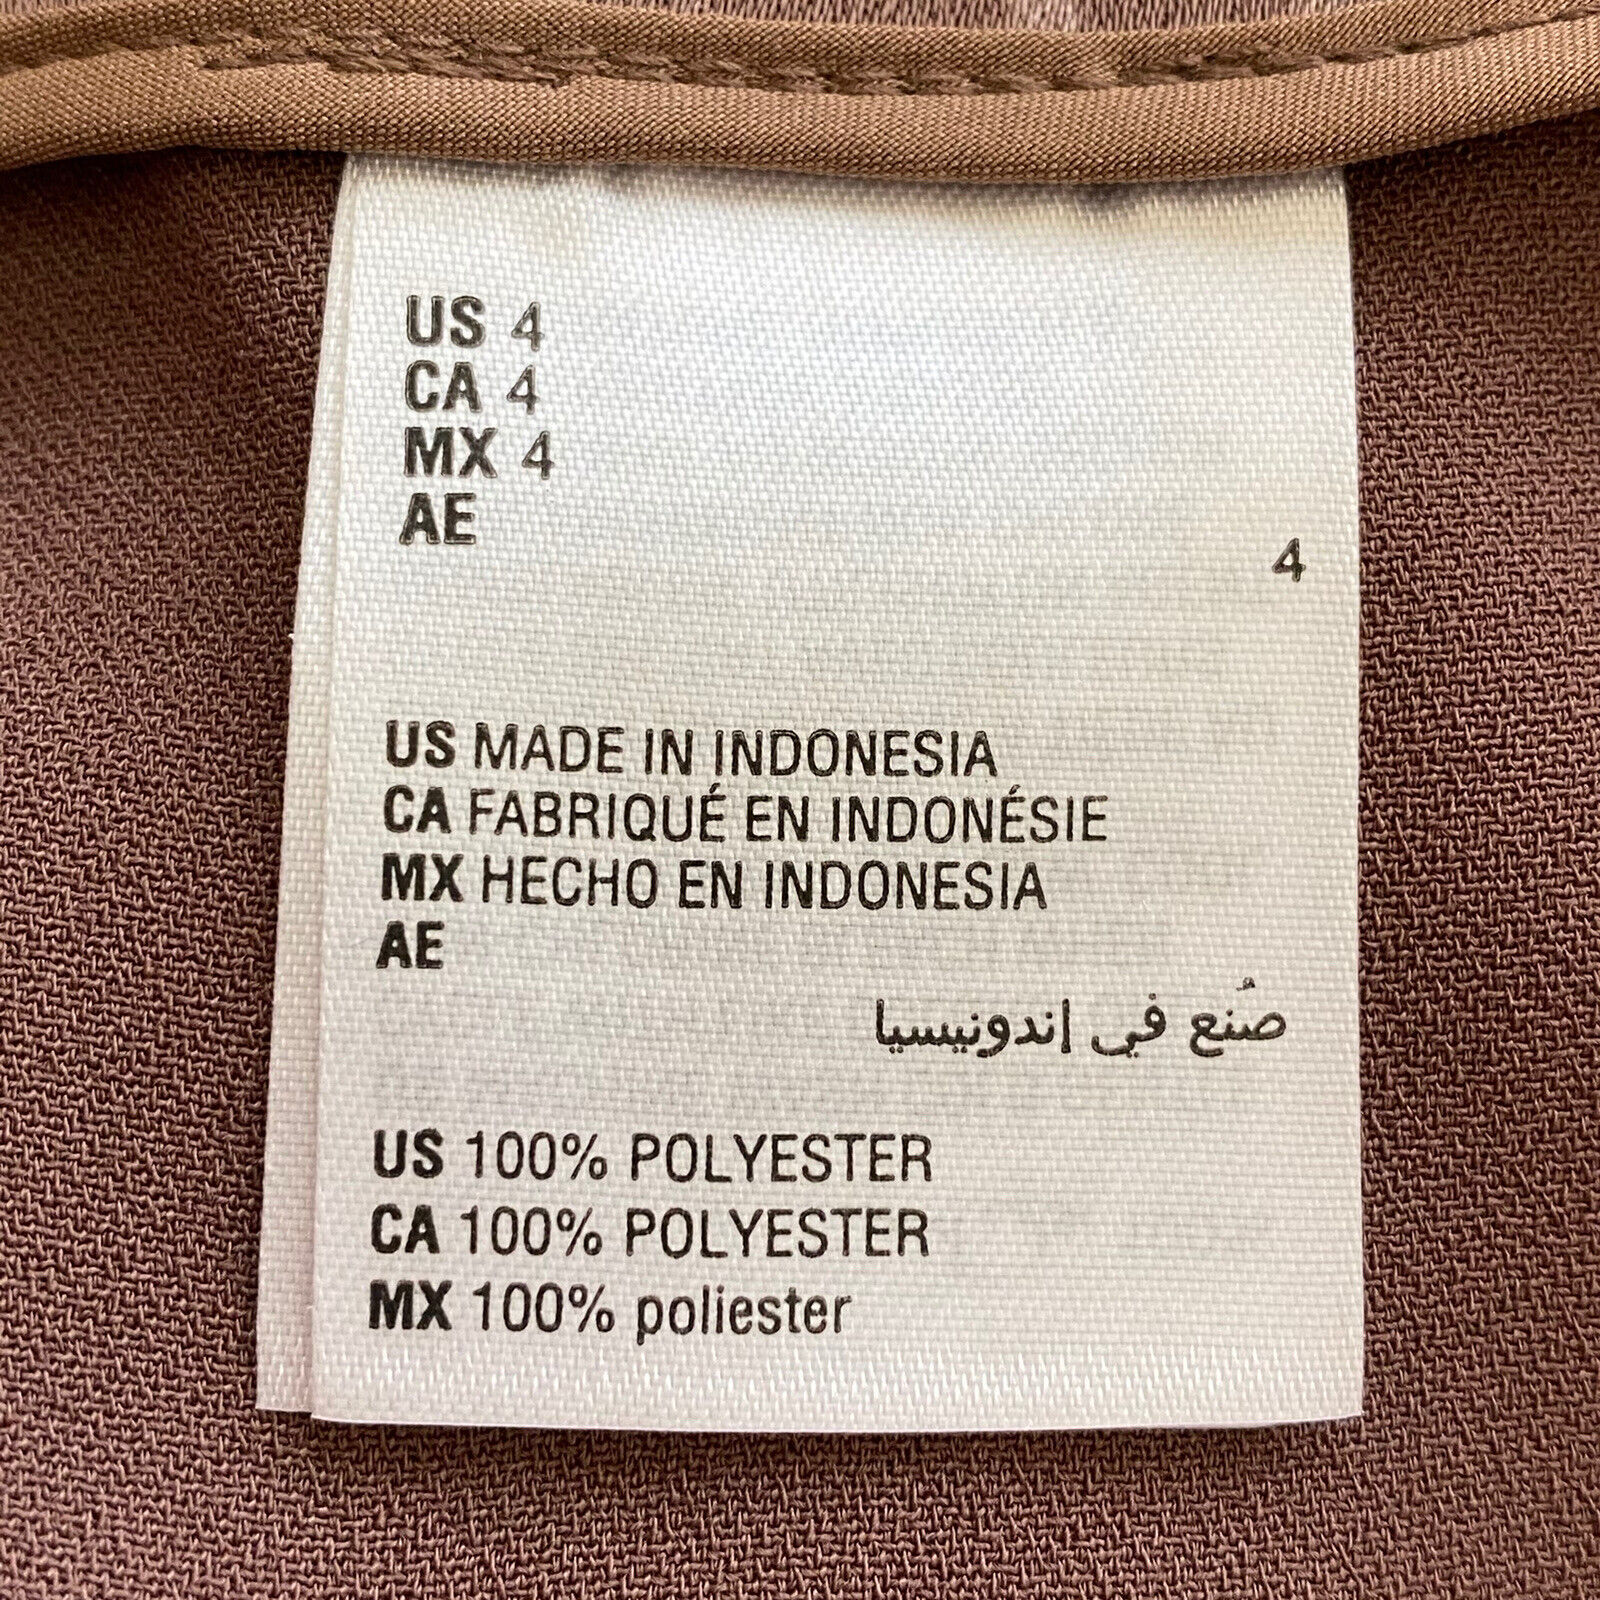 US 4
CA 4
MX 4
AE
4
US MADE IN INDONESIA
CA FABRIQUÉ EN INDONÉSIE
MX HECHO EN INDONESIA
AE
صُنع في إندونيسيا
US 100% POLYESTER
CA 100% POLYESTER
MX 100% poliester